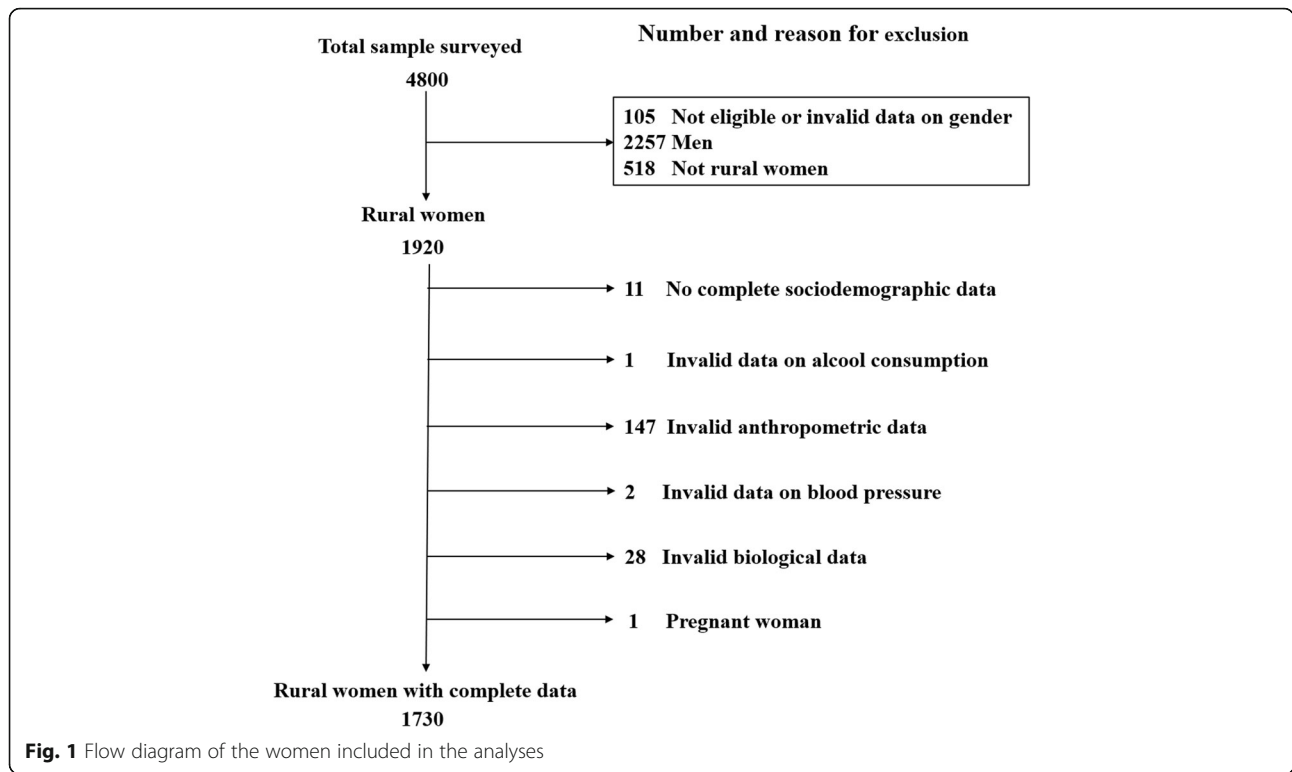 Total sample surveyed
4800
Number and reason for exclusion
105 Not eligible or invalid data on gender
2257 Men
518 Not rural women
Rural women
1920
11 No complete sociodemographic data
1 Invalid data on alcool consumption
147 Invalid anthropometric data
2 Invalid data on blood pressure
28 Invalid biological data
1 Pregnant woman
Rural women with complete data
1730
Fig. 1 Flow diagram of the women included in the analyses